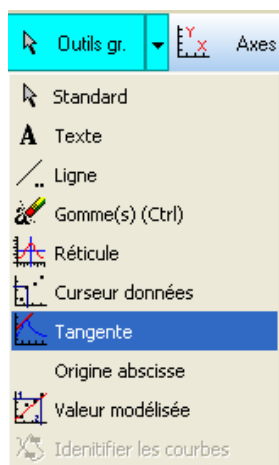 Outils gr. Axes
Standard
Texte
Ligne
Gomme(s) (Ctrl)
Réticule
Curseur données
Tangente
Origine abscisse
Valeur modélisée
Idenitifier les courbes